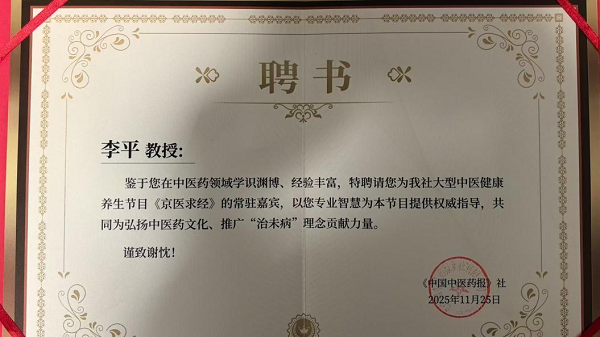 聘书
李平 教授：
鉴于您在中医药领域学识渊博、经验丰富，特聘请您为我社大型中医健康
养生节目《京医求经》的常驻嘉宾，以您专业智慧为本节目提供权威指导，共
同为弘扬中医药文化、推广“治未病”理念贡献力量。
谨致谢忱！
《中国中医药报》社
2025年11月25日